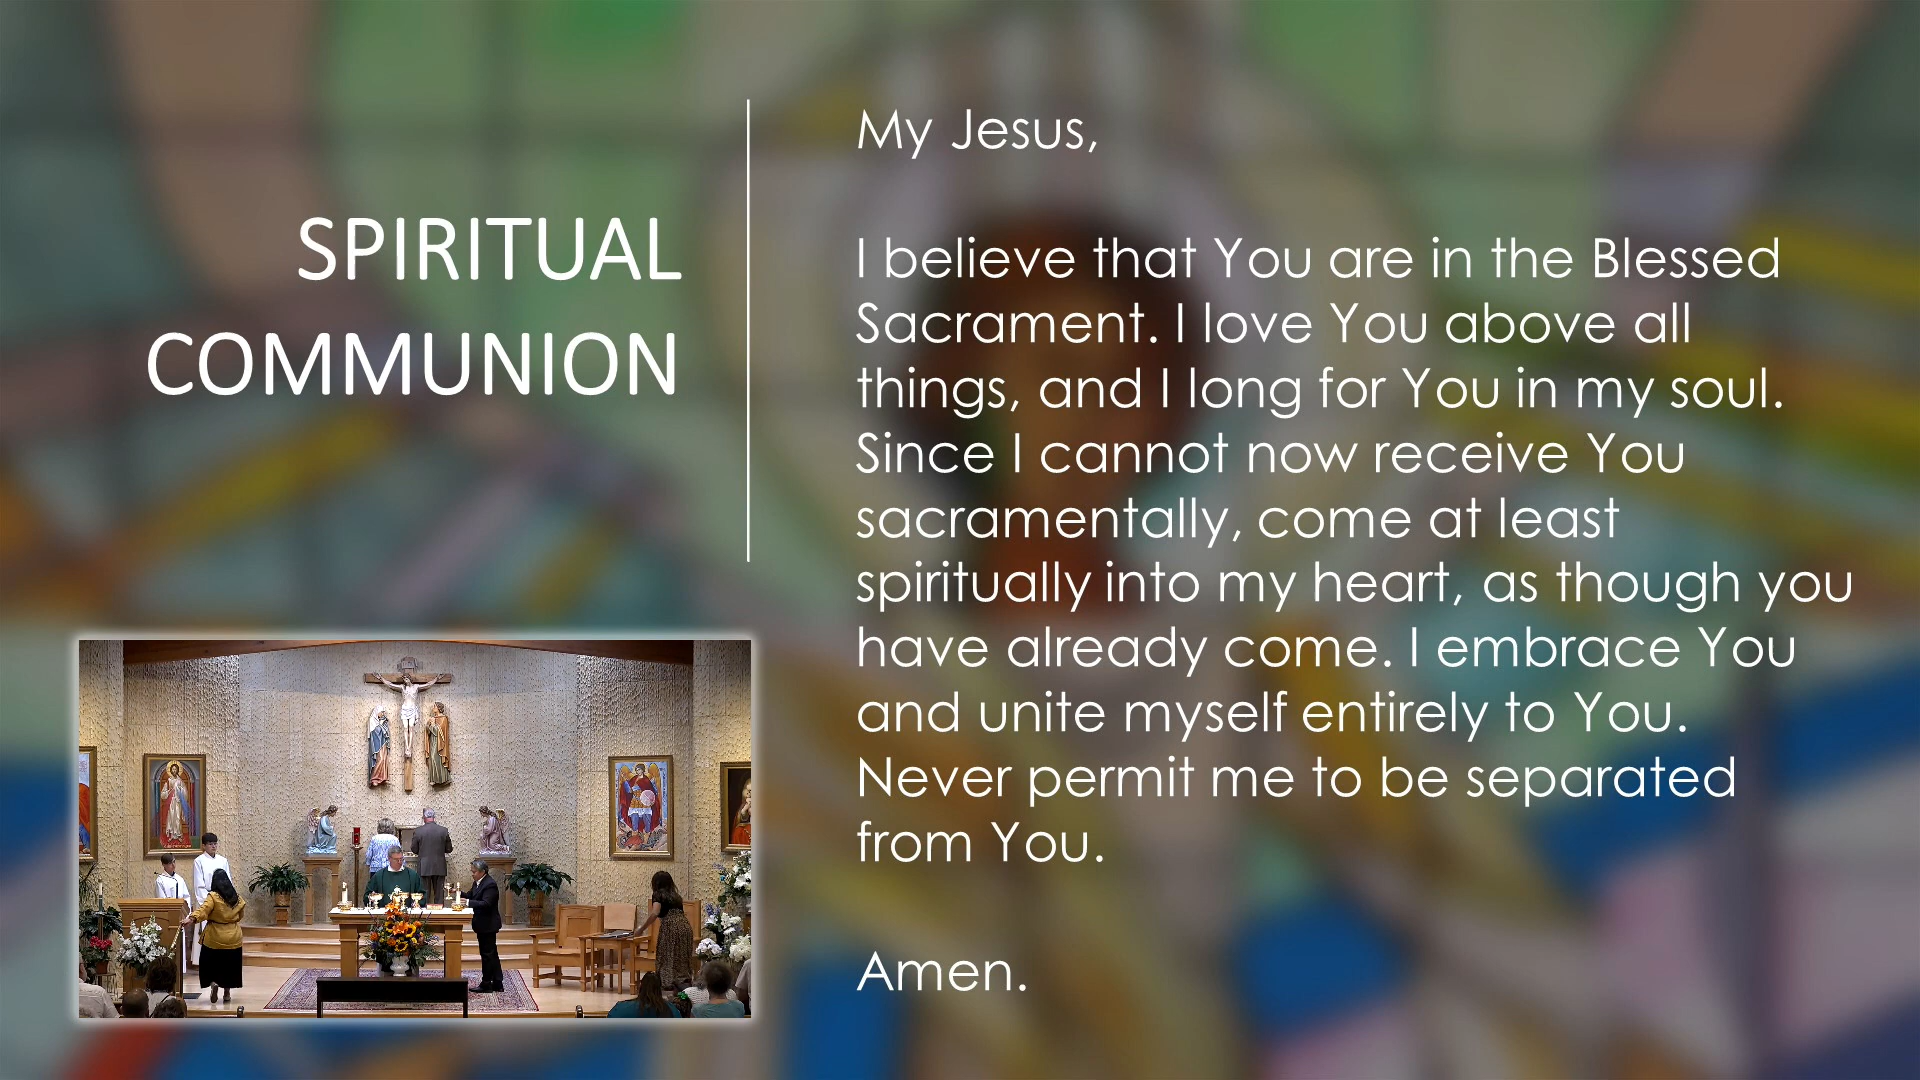 SPIRITUAL
COMMUNION
My Jesus,
I believe that You are in the Blessed
Sacrament. I love You above all
things, and I long for You in my soul.
Since I cannot now receive You
sacramentally, come at least
spiritually into my heart, as though you
have already come. I embrace You
and unite myself entirely to You.
Never permit me to be separated
from You.
Amen.